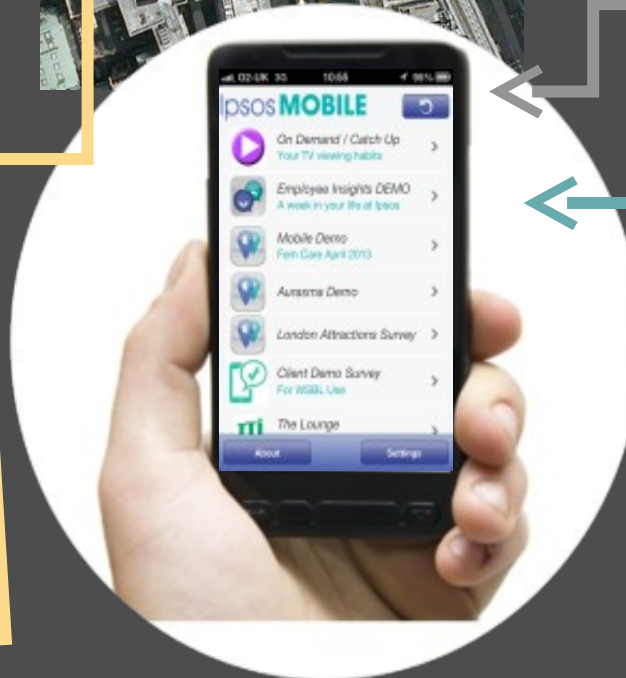 O2-UK 3G 10:55 98%
Ipsos MOBILE
On Demand / Catch Up
Your TV viewing habits
Employee Insights DEMO
A week in your life at Ipsos
Mobile Demo
Fem Care April 2013
Aurasma Demo
London Attractions Survey
Client Demo Survey
For WSBL Use
The Lounge
About Settings